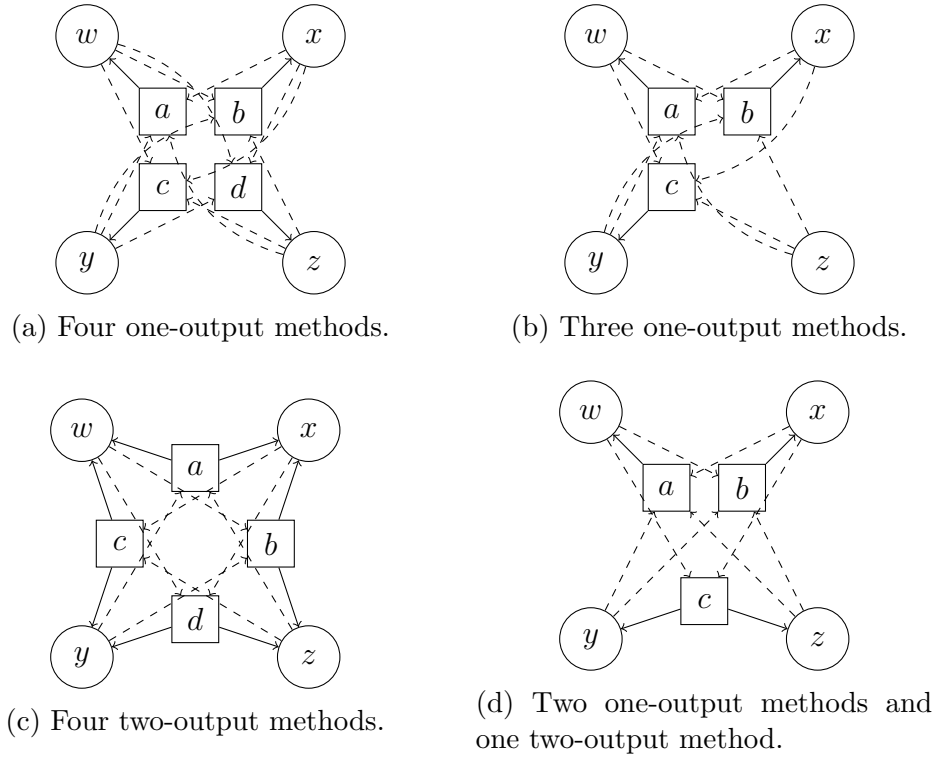 w x
a b
c d
y z
(a) Four one-output methods.
w x
a b
c
y z
(b) Three one-output methods.
w x
a
c b
d
y z
(c) Four two-output methods.
w x
a b
c
y z
(d) Two one-output methods and
one two-output method.